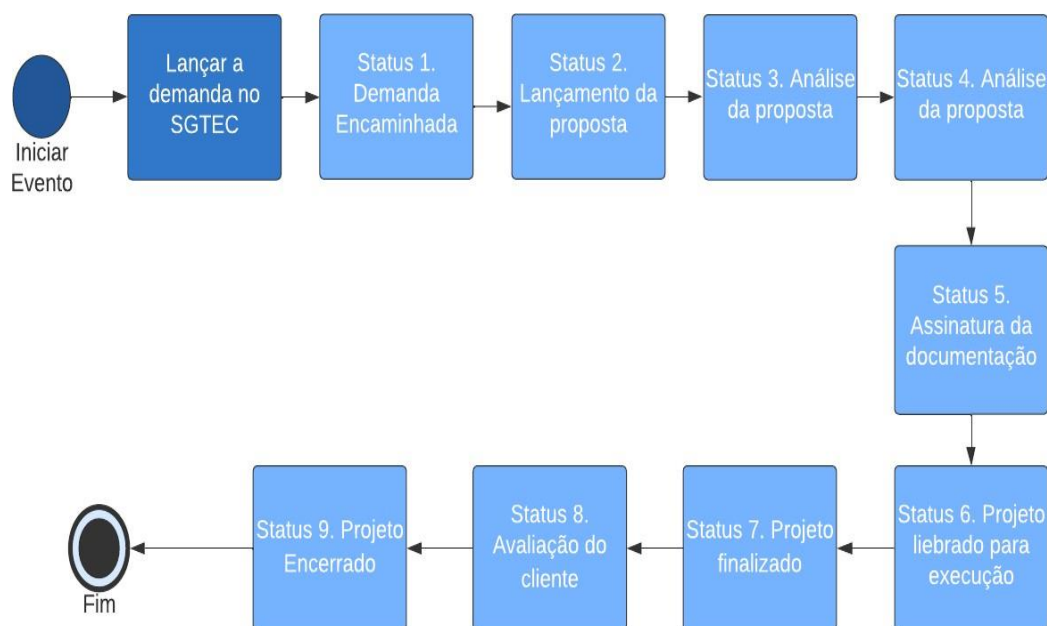 Iniciar
Evento
Lançar a
demanda no
SGTEC
Status 1.
Demanda
Encaminhada
Status 2.
Lançamento da
proposta
Status 3. Análise
da proposta
Status 4. Análise
da proposta
Status 5.
Assinatura da
documentação
Status 6. Projeto
liebrado para
execução
Status 7. Projeto
finalizado
Status 8.
Avaliação do
cliente
Status 9. Projeto
Encerrado
Fim